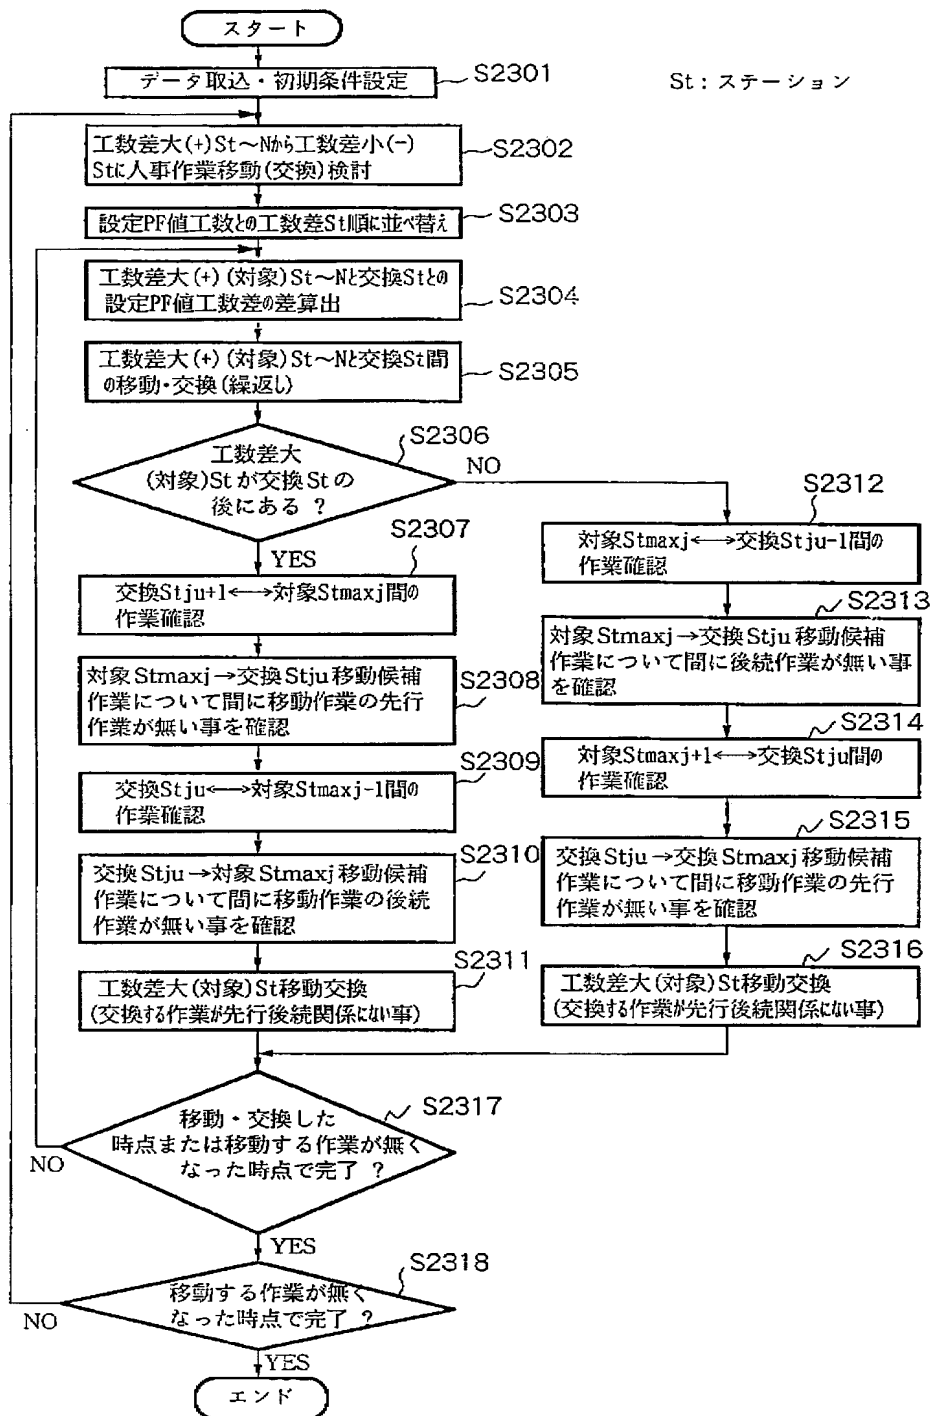 スタート
データ取込・初期条件設定
S2301
St：ステーション
工数差大(+)St〜Nから工数差小(-)
Stに人事作業移動(交換)検討
S2302
設定PF値工数との工数差St順に並べ替え
S2303
工数差大(+)(対象)St〜Nと交換Stとの
設定PF値工数差の差算出
S2304
工数差大(+)(対象)St〜Nと交換St間
の移動・交換(繰返し)
S2305
工数差大
(対象)Stが交換Stの
後にある ？
S2306
NO
YES
S2307
交換Stju+1←→対象Stmaxj間の
作業確認
対象Stmaxj→交換Stju移動候補
作業について間に移動作業の先行
作業が無い事を確認
S2308
交換Stju←→対象Stmaxj-1間の
作業確認
S2309
交換Stju→対象Stmaxj移動候補
作業について間に移動作業の後続
作業が無い事を確認
S2310
工数差大(対象)St移動交換
(交換する作業が先行後続関係にない事)
S2311
S2312
対象Stmaxj←→交換Stju-1間の
作業確認
S2313
対象Stmaxj→交換Stju移動候補
作業について間に後続作業が無い事
を確認
S2314
対象Stmaxj+1←→交換Stju間の
作業確認
S2315
交換Stju→交換Stmaxj移動候補
作業について間に移動作業の先行
作業が無い事を確認
S2316
工数差大(対象)St移動交換
(交換する作業が先行後続関係にない事)
移動・交換した
時点または移動する作業が無く
なった時点で完了 ？
S2317
NO
YES
移動する作業が無く
なった時点で完了 ？
S2318
NO
YES
エンド